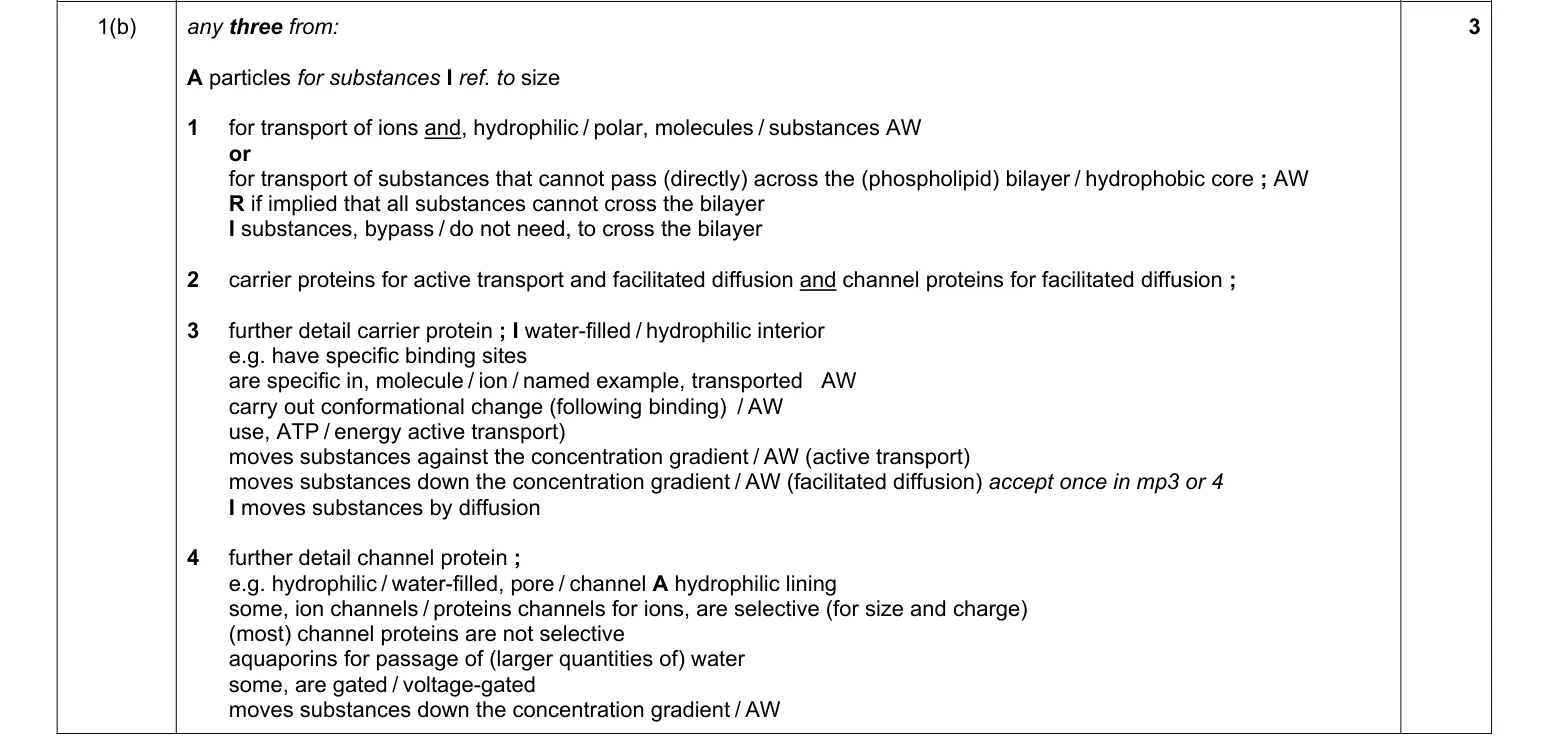 1(b) any three from: 3
A particles for substances I ref. to size
1 for transport of ions and, hydrophilic / polar, molecules / substances AW
or
for transport of substances that cannot pass (directly) across the (phospholipid) bilayer / hydrophobic core ; AW
R if implied that all substances cannot cross the bilayer
I substances, bypass / do not need, to cross the bilayer
2 carrier proteins for active transport and facilitated diffusion and channel proteins for facilitated diffusion ;
3 further detail carrier protein ; I water-filled / hydrophilic interior
e.g. have specific binding sites
are specific in, molecule / ion / named example, transported AW
carry out conformational change (following binding) / AW
use, ATP / energy active transport)
moves substances against the concentration gradient / AW (active transport)
moves substances down the concentration gradient / AW (facilitated diffusion) accept once in mp3 or 4
I moves substances by diffusion
4 further detail channel protein ;
e.g. hydrophilic / water-filled, pore / channel A hydrophilic lining
some, ion channels / proteins channels for ions, are selective (for size and charge)
(most) channel proteins are not selective
aquaporins for passage of (larger quantities of) water
some, are gated / voltage-gated
moves substances down the concentration gradient / AW